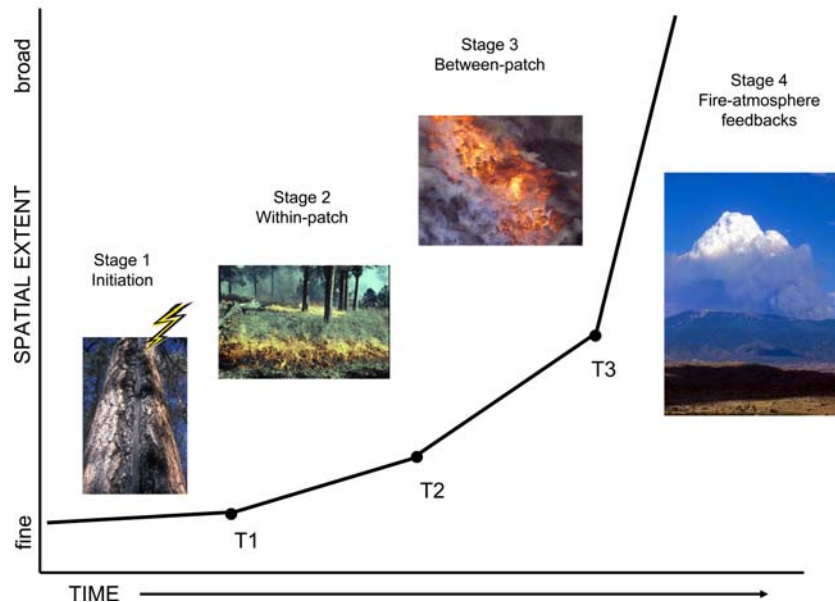 broad
SPATIAL EXTENT
fine
Stage 1
Initiation
Stage 2
Within-patch
Stage 3
Between-patch
Stage 4
Fire-atmosphere
feedbacks
T1
T2
T3
TIME